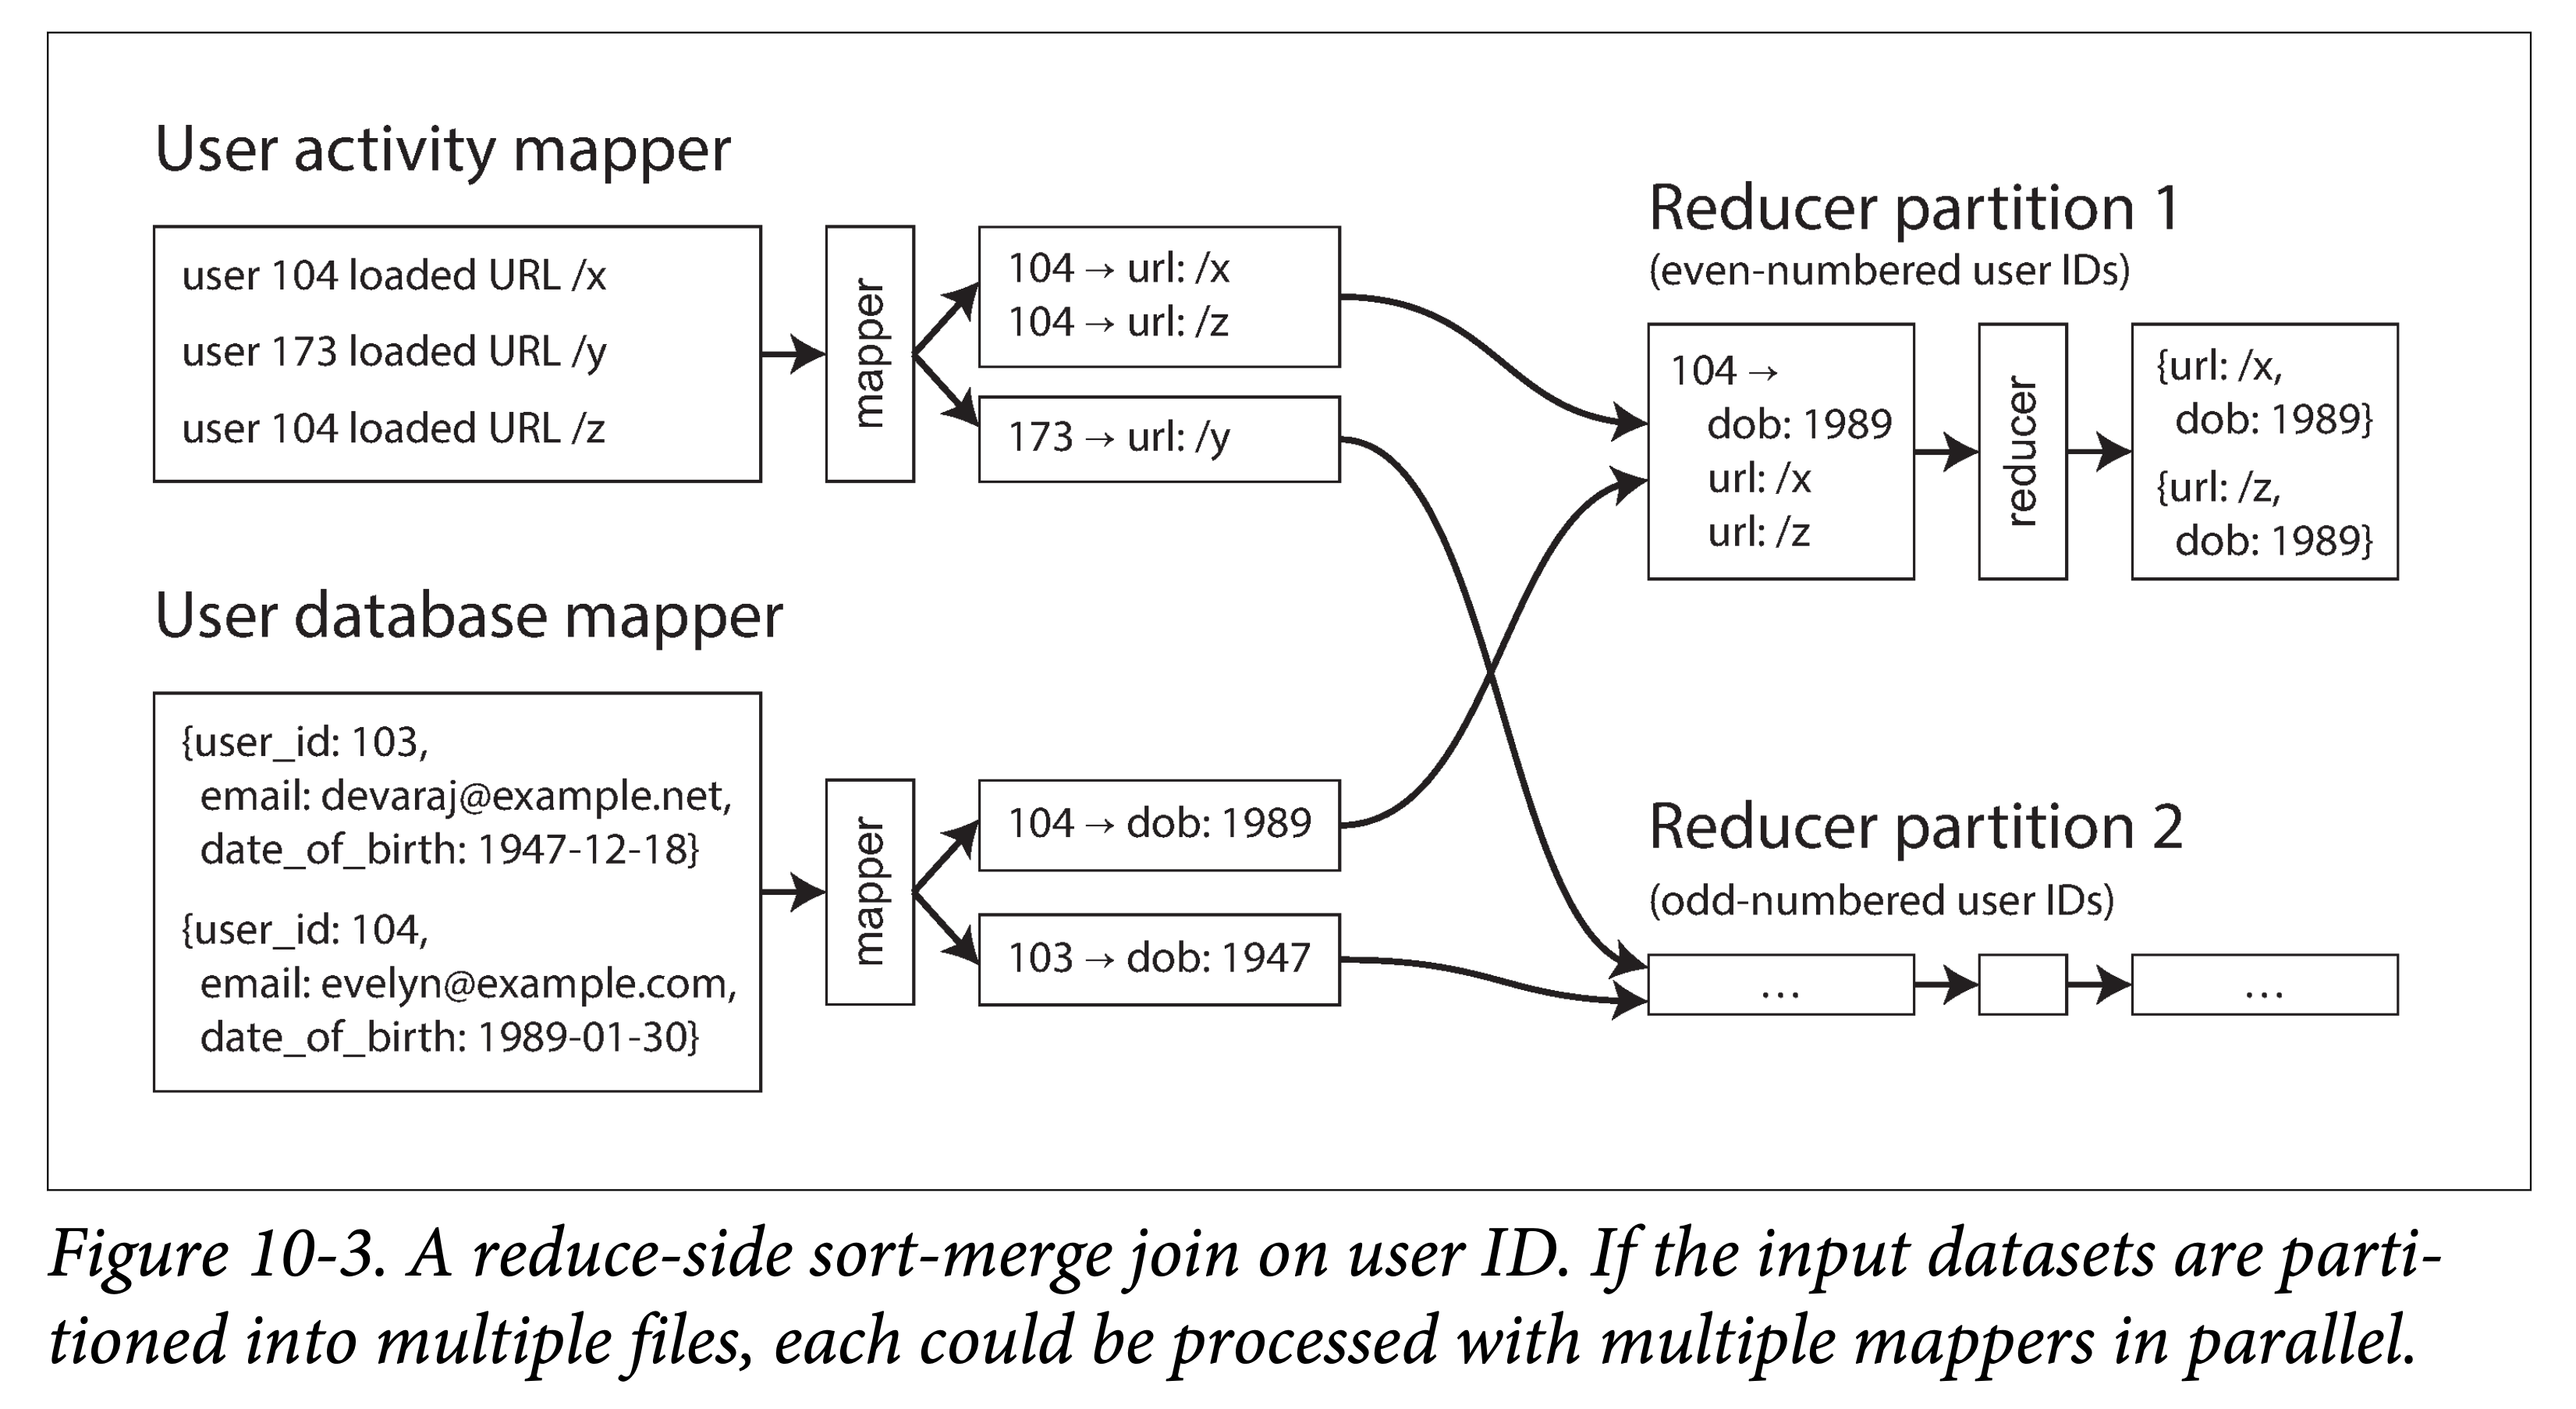 User activity mapper
user 104 loaded URL /x
user 173 loaded URL /y
user 104 loaded URL /z
mapper
104 → url: /x
104 → url: /z
173 → url: /y
User database mapper
{user_id: 103,
email: devaraj@example.net,
date_of_birth: 1947-12-18}
{user_id: 104,
email: evelyn@example.com,
date_of_birth: 1989-01-30}
mapper
104 → dob: 1989
103 → dob: 1947
Reducer partition 1
(even-numbered user IDs)
104 →
dob: 1989
url: /x
url: /z
reducer
{url: /x,
dob: 1989}
{url: /z,
dob: 1989}
Reducer partition 2
(odd-numbered user IDs)
...
...
Figure 10-3. A reduce-side sort-merge join on user ID. If the input datasets are parti-
tioned into multiple files, each could be processed with multiple mappers in parallel.